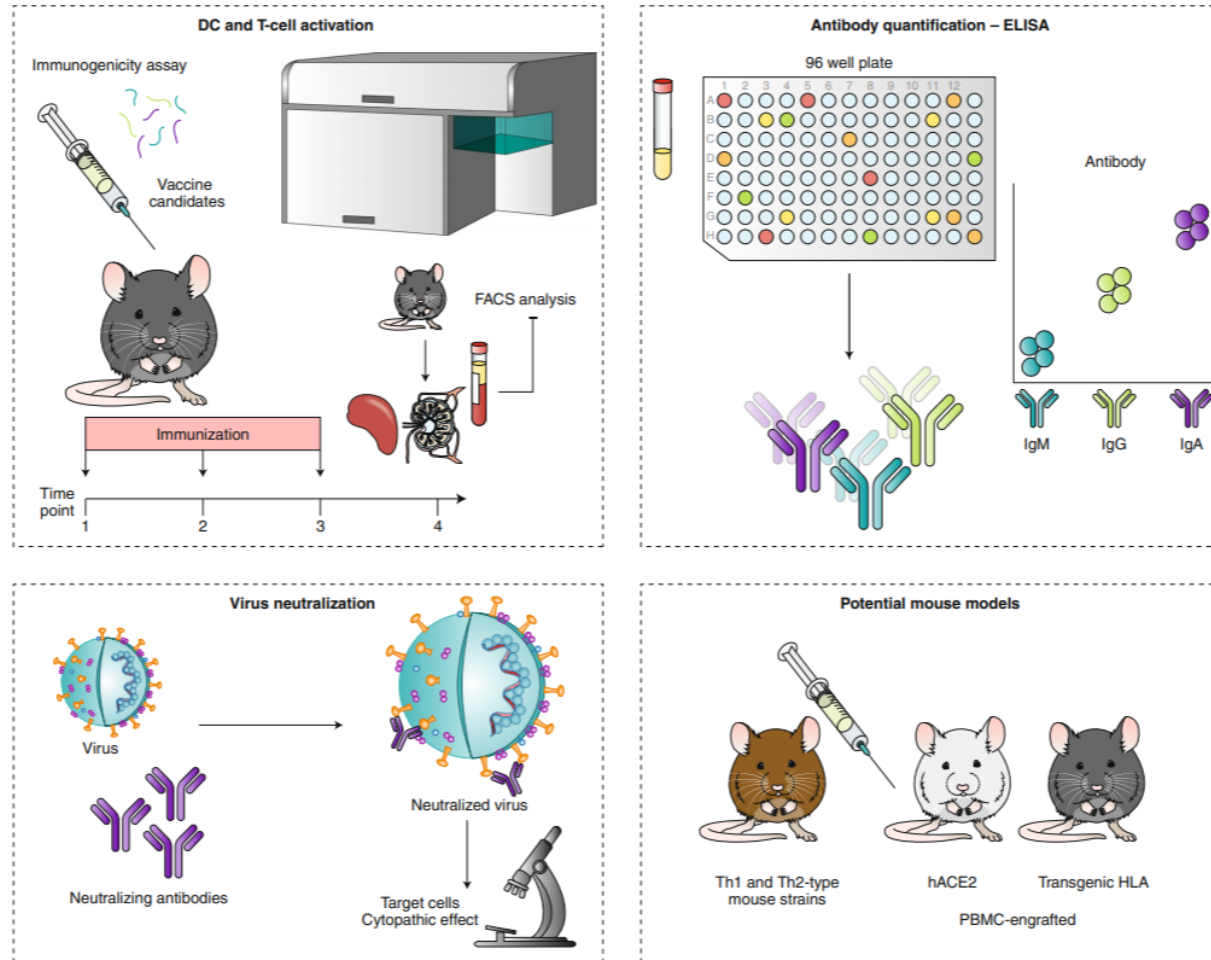 DC and T-cell activation
Immunogenicity assay
Vaccine
candidates
FACS analysis
Immunization
Time
point
1
2
3
4
Antibody quantification – ELISA
96 well plate
1 2 3 4 5 6 7 8 9 10 11 12
A
B
C
D
E
F
G
H
Antibody
IgM
IgG
IgA
Virus neutralization
Virus
Neutralizing antibodies
Neutralized virus
Target cells
Cytopathic effect
Potential mouse models
Th1 and Th2-type
mouse strains
hACE2
Transgenic HLA
PBMC-engrafted